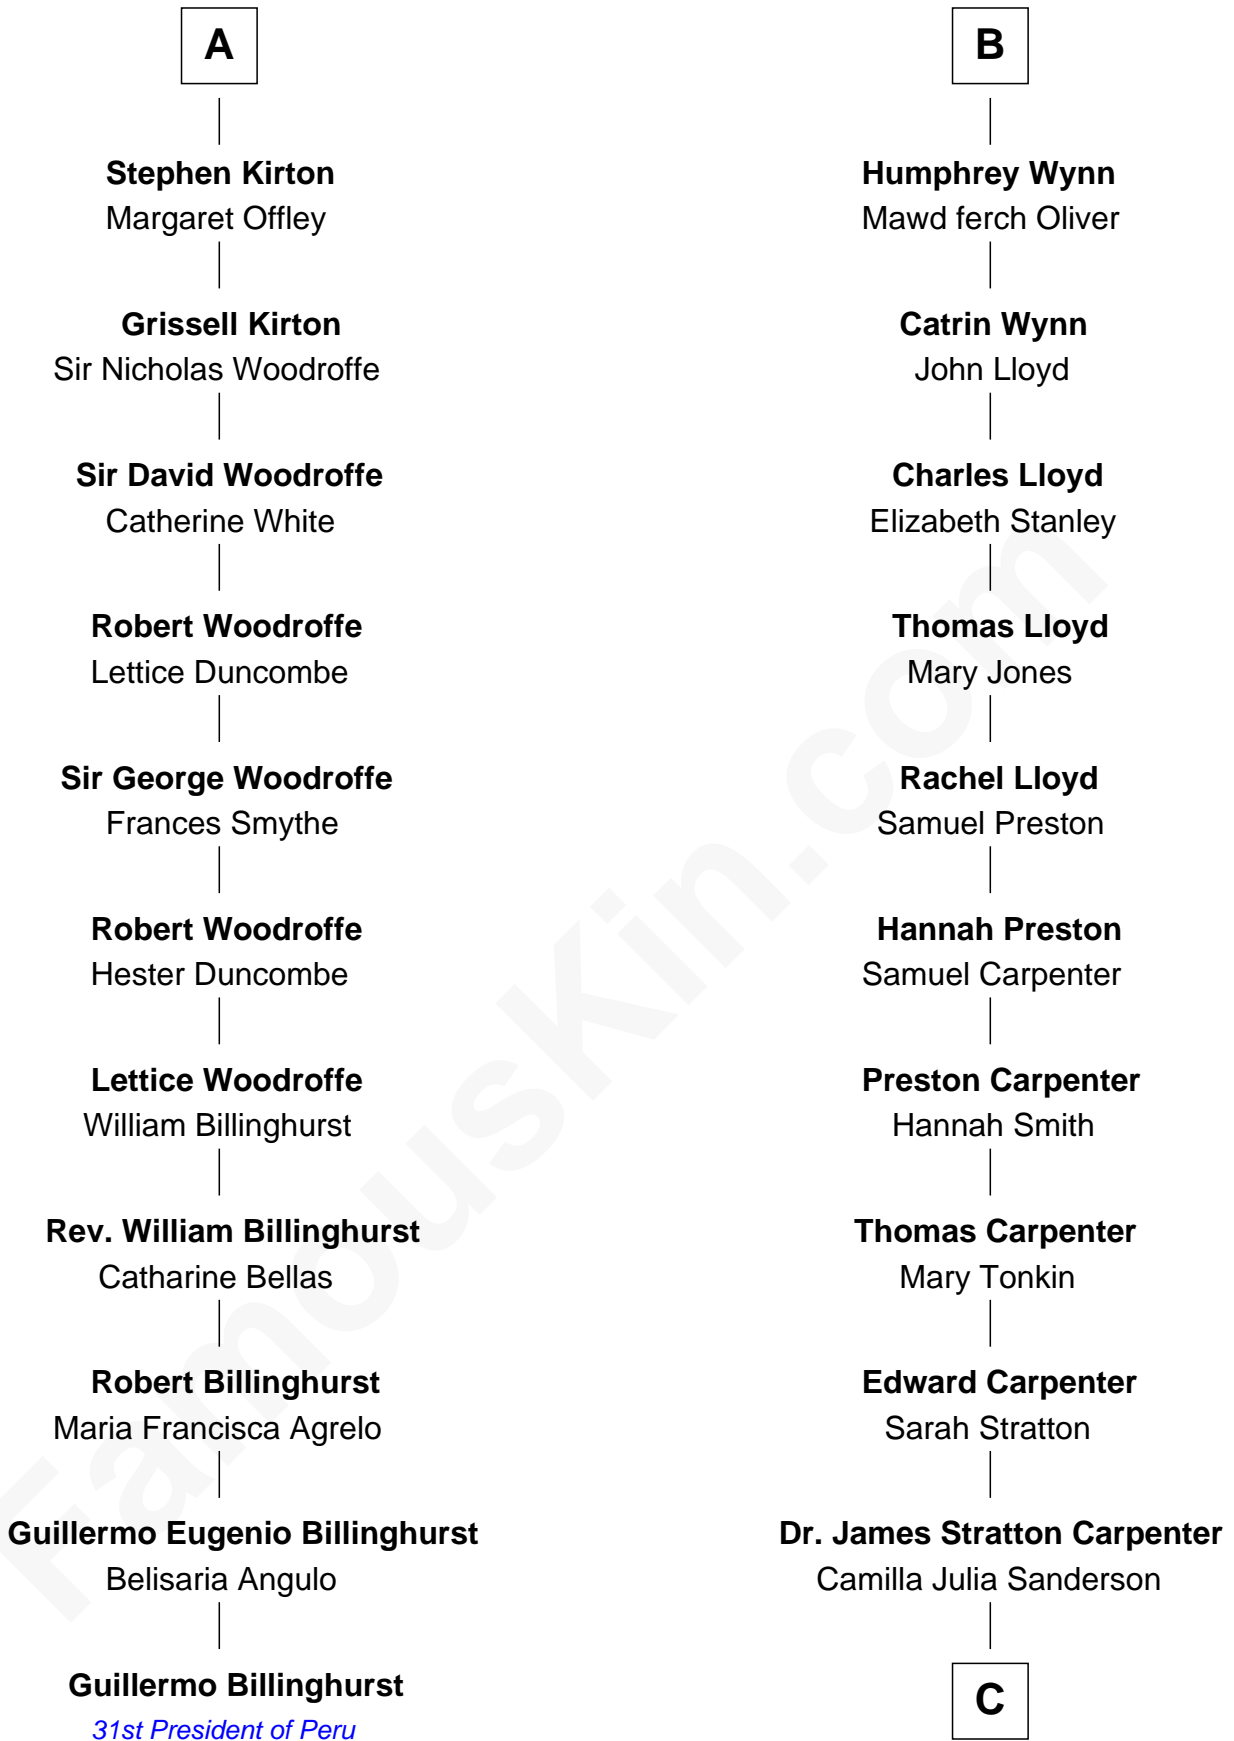 A
Stephen Kirton
Margaret Offley
Grissell Kirton
Sir Nicholas Woodroffe
Sir David Woodroffe
Catherine White
Robert Woodroffe
Lettice Duncombe
Sir George Woodroffe
Frances Smythe
Robert Woodroffe
Hester Duncombe
Lettice Woodroffe
William Billinghurst
Rev. William Billinghurst
Catharine Bellas
Robert Billinghurst
Maria Francisca Agrelo
Guillermo Eugenio Billinghurst
Belisaria Angulo
Guillermo Billinghurst
31st President of Peru
B
Humphrey Wynn
Mawd ferch Oliver
Catrin Wynn
John Lloyd
Charles Lloyd
Elizabeth Stanley
Thomas Lloyd
Mary Jones
Rachel Lloyd
Samuel Preston
Hannah Preston
Samuel Carpenter
Preston Carpenter
Hannah Smith
Thomas Carpenter
Mary Tonkin
Edward Carpenter
Sarah Stratton
Dr. James Stratton Carpenter
Camilla Julia Sanderson
C
FamousKin.com